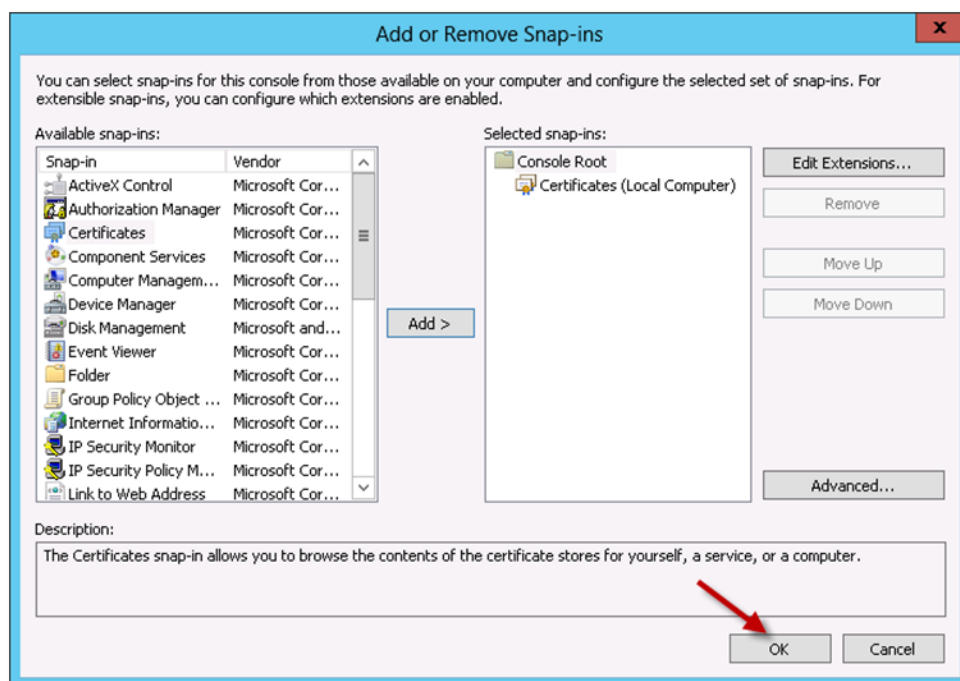 Add or Remove Snap-ins
x
You can select snap-ins for this console from those available on your computer and configure the selected set of snap-ins. For
extensible snap-ins, you can configure which extensions are enabled.
Available snap-ins:
Snap-in Vendor
ActiveX Control Microsoft Cor...
Authorization Manager Microsoft Cor...
Certificates Microsoft Cor...
Component Services Microsoft Cor...
Computer Managem... Microsoft Cor...
Device Manager Microsoft Cor...
Disk Management Microsoft and...
Event Viewer Microsoft Cor...
Folder Microsoft Cor...
Group Policy Object ... Microsoft Cor...
Internet Informatio... Microsoft Cor...
IP Security Monitor Microsoft Cor...
IP Security Policy M... Microsoft Cor...
Link to Web Address Microsoft Cor...
Add >
Selected snap-ins:
Console Root
Certificates (Local Computer)
Edit Extensions...
Remove
Move Up
Move Down
Advanced...
Description:
The Certificates snap-in allows you to browse the contents of the certificate stores for yourself, a service, or a computer.
OK
Cancel